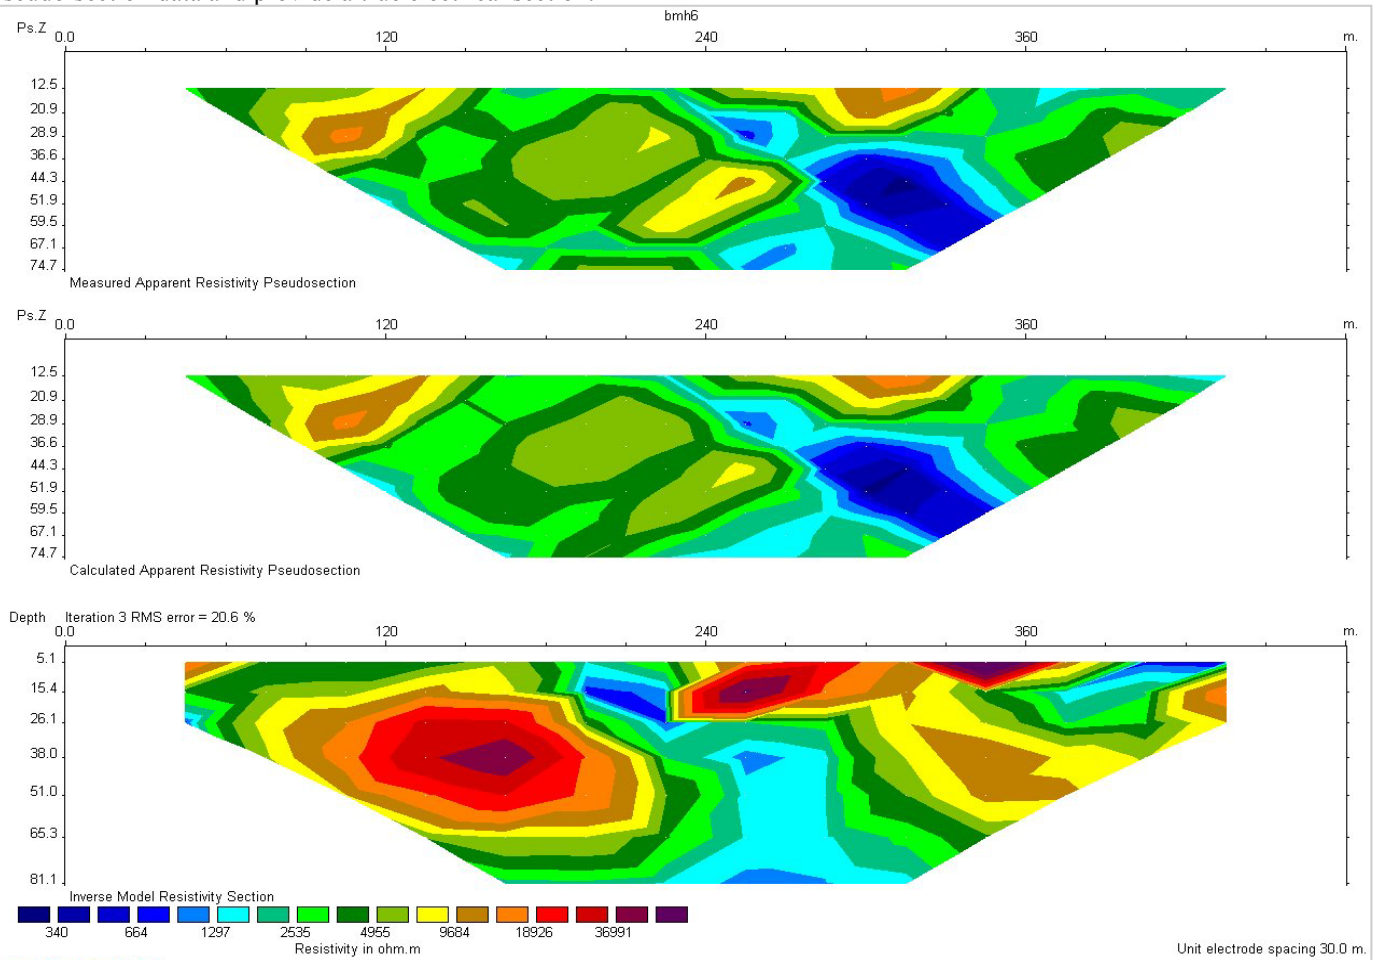 bmh6
Ps.Z 0.0 120 240 360 m.
12.5
20.9
28.9
36.6
44.3
51.9
59.5
67.1
74.7
Measured Apparent Resistivity Pseudosection
Ps.Z 0.0 120 240 360 m.
12.5
20.9
28.9
36.6
44.3
51.9
59.5
67.1
74.7
Calculated Apparent Resistivity Pseudosection
Depth Iteration 3 RMS error = 20.6 %
0.0 120 240 360 m.
5.1
15.4
26.1
38.0
51.0
65.3
81.1
Inverse Model Resistivity Section
340 664 1297 2535 4955 9684 18926 36991
Resistivity in ohm.m
Unit electrode spacing 30.0 m.